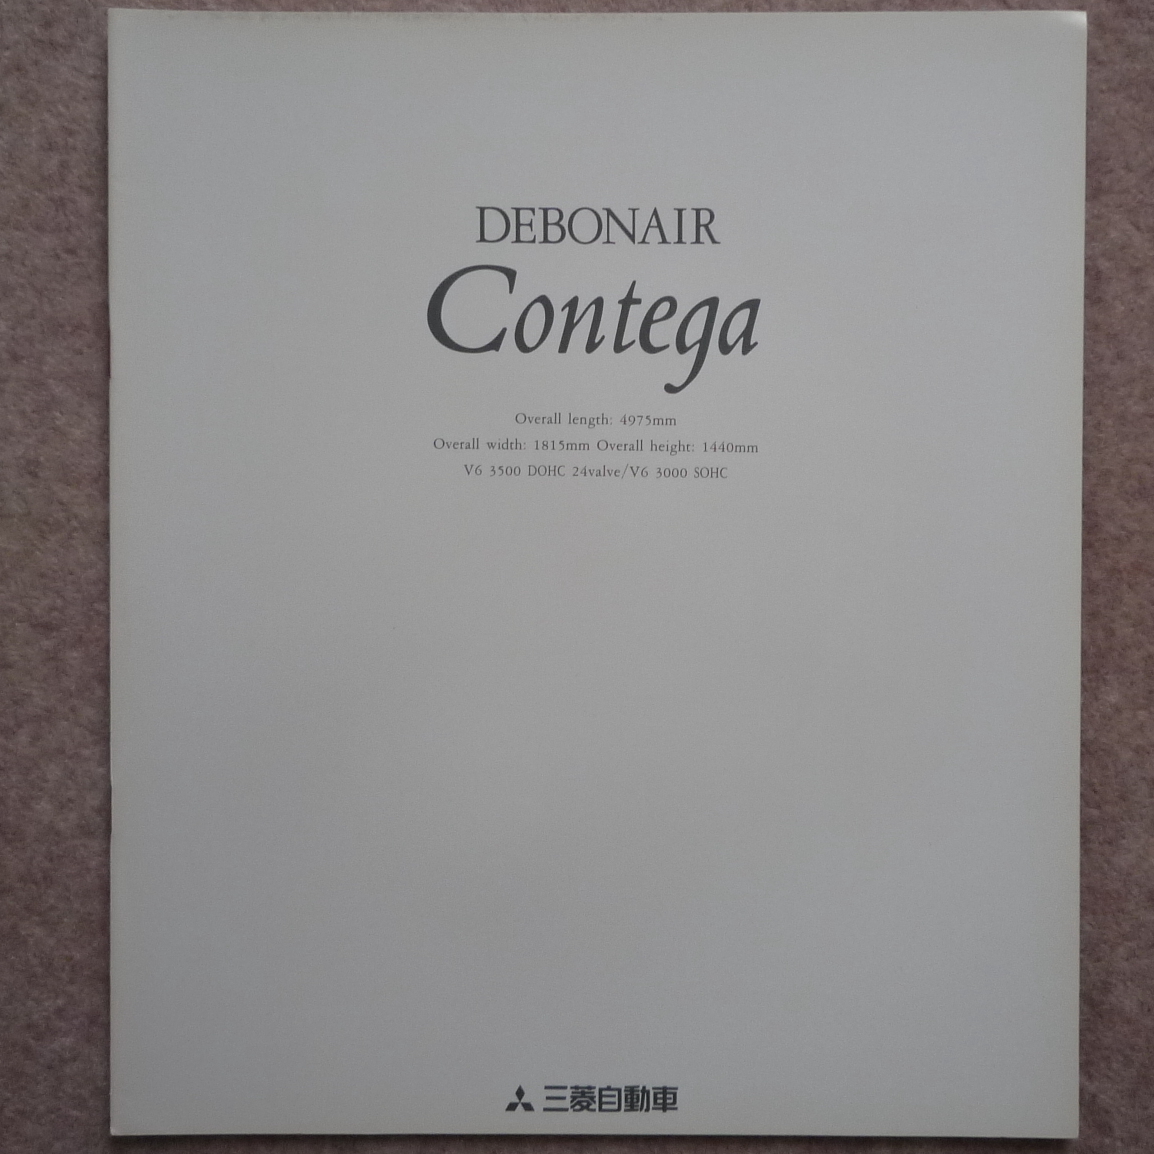 DEBONAIR
Contega
Overall length: 4975mm
Overall width: 1815mm Overall height: 1440mm
V6 3500 DOHC 24valve/V6 3000 SOHC
三菱自動車